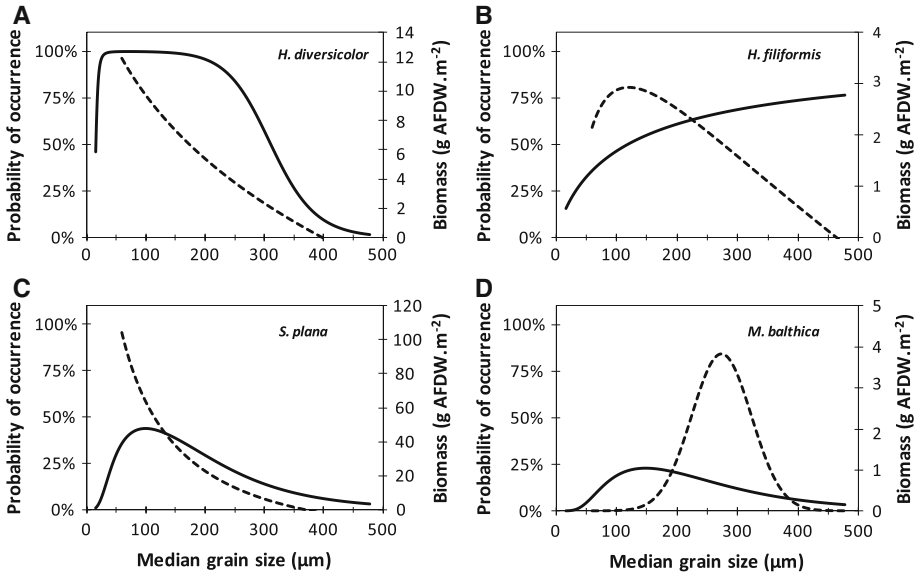 A
B
H. diversicolor
H. filiformis
Probability of occurrence
100%
75%
50%
25%
0%
14
12
10
8
6
4
2
0
Biomass (g AFDW.m-2)
0 100 200 300 400 500
Probability of occurrence
100%
75%
50%
25%
0%
4
3
2
1
0
Biomass (g AFDW.m-2)
0 100 200 300 400 500
C
D
S. plana
M. balthica
Probability of occurrence
100%
75%
50%
25%
0%
120
100
80
60
40
20
0
Biomass (g AFDW.m-2)
0 100 200 300 400 500
Median grain size (µm)
Probability of occurrence
100%
75%
50%
25%
0%
5
4
3
2
1
0
Biomass (g AFDW.m-2)
0 100 200 300 400 500
Median grain size (µm)